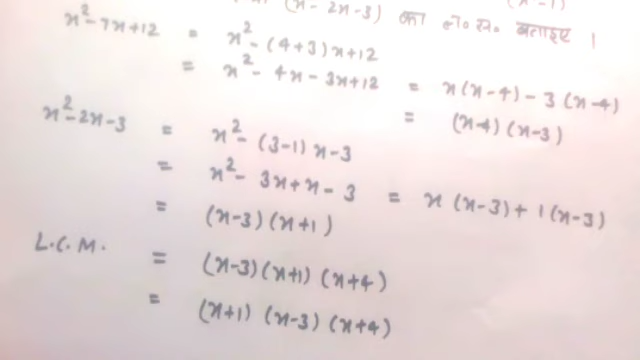 (x - 2x - 3) का ल० स० बताइए ।
x² - 7x + 12 = x² - (4+3)x + 12
= x² - 4x - 3x + 12 = x(x-4) - 3(x-4)
= (x-4)(x-3)
x² - 2x - 3 = x² - (3-1)x - 3
= x² - 3x + x - 3 = x(x-3) + 1(x-3)
= (x-3)(x+1)
L.C.M. = (x-3)(x+1)(x+4)
= (x+1)(x-3)(x+4)